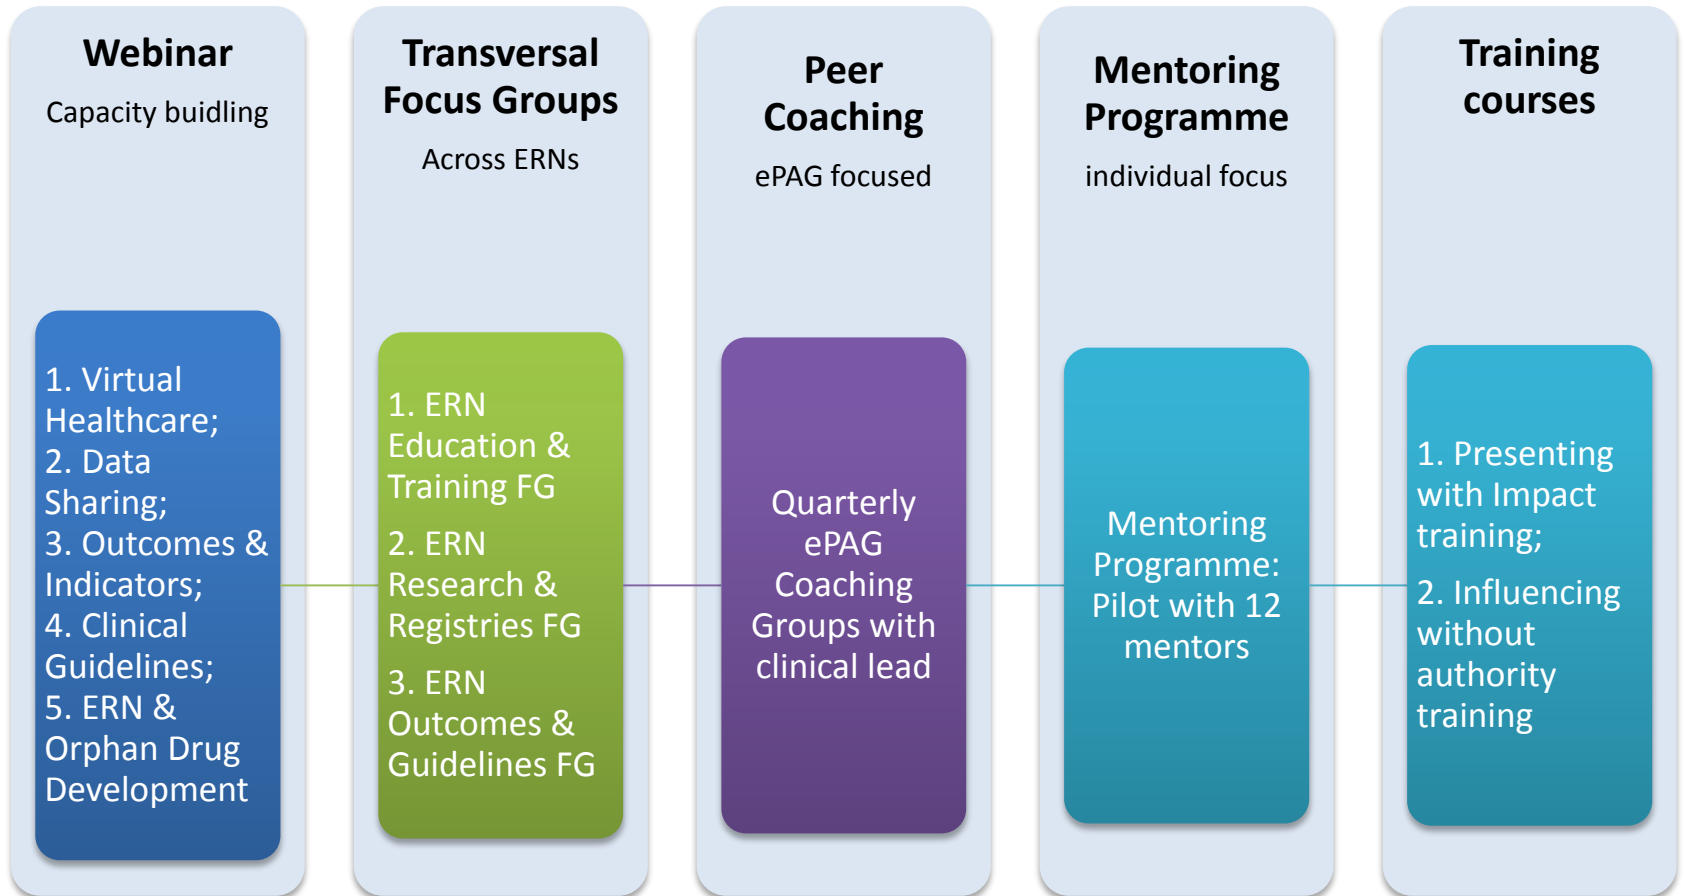 Webinar
Capacity buidling
1. Virtual
Healthcare;
2. Data
Sharing;
3. Outcomes &
Indicators;
4. Clinical
Guidelines;
5. ERN &
Orphan Drug
Development
Transversal
Focus Groups
Across ERNs
1. ERN
Education &
Training FG
2. ERN
Research &
Registries FG
3. ERN
Outcomes &
Guidelines FG
Peer
Coaching
ePAG focused
Quarterly
ePAG
Coaching
Groups with
clinical lead
Mentoring
Programme
individual focus
Mentoring
Programme:
Pilot with 12
mentors
Training
courses
1. Presenting
with Impact
training;
2. Influencing
without
authority
training